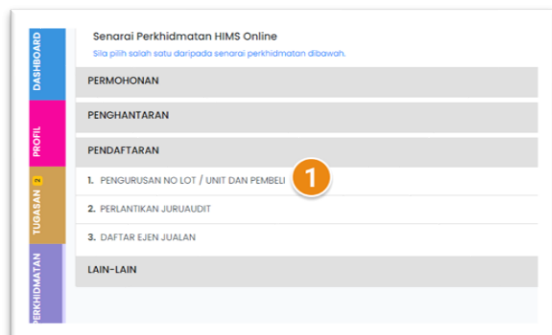 Senarai Perkhidmatan HIMS Online
Sila pilih salah satu daripada senarai perkhidmatan dibawah.
DASHBOARD
PERMOHONAN
PENGHANTARAN
PROFIL
PENDAFTARAN
1. PENGURUSAN NO LOT / UNIT DAN PEMBELI
1
2. PERLANTIKAN JURUAUDIT
TUGASAN
3. DAFTAR EJEN JUALAN
LAIN-LAIN
PERKHIDMATAN